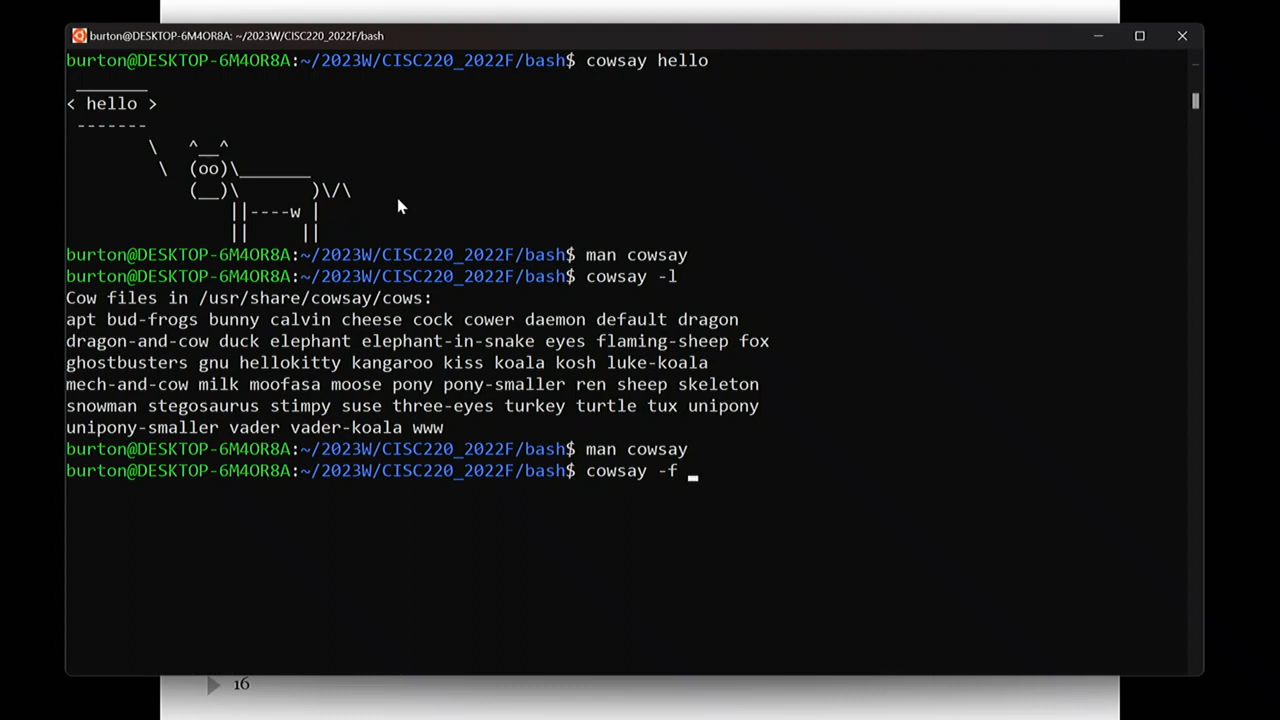 burton@DESKTOP-6M4OR8A: ~/2023W/CISC220_2022F/bash
burton@DESKTOP-6M4OR8A:~/2023W/CISC220_2022F/bash$ cowsay hello
 _______
< hello >
 -------
        \   ^__^
         \  (oo)\_______
            (__)\       )\/\
                ||----w |
                ||     ||
burton@DESKTOP-6M4OR8A:~/2023W/CISC220_2022F/bash$ man cowsay
burton@DESKTOP-6M4OR8A:~/2023W/CISC220_2022F/bash$ cowsay -l
Cow files in /usr/share/cowsay/cows:
apt bud-frogs bunny calvin cheese cock cower daemon default dragon
dragon-and-cow duck elephant elephant-in-snake eyes flaming-sheep fox
ghostbusters gnu hellokitty kangaroo kiss koala kosh luke-koala
mech-and-cow milk moofasa moose pony pony-smaller ren sheep skeleton
snowman stegosaurus stimpy suse three-eyes turkey turtle tux unipony
unipony-smaller vader vader-koala www
burton@DESKTOP-6M4OR8A:~/2023W/CISC220_2022F/bash$ man cowsay
burton@DESKTOP-6M4OR8A:~/2023W/CISC220_2022F/bash$ cowsay -f
16